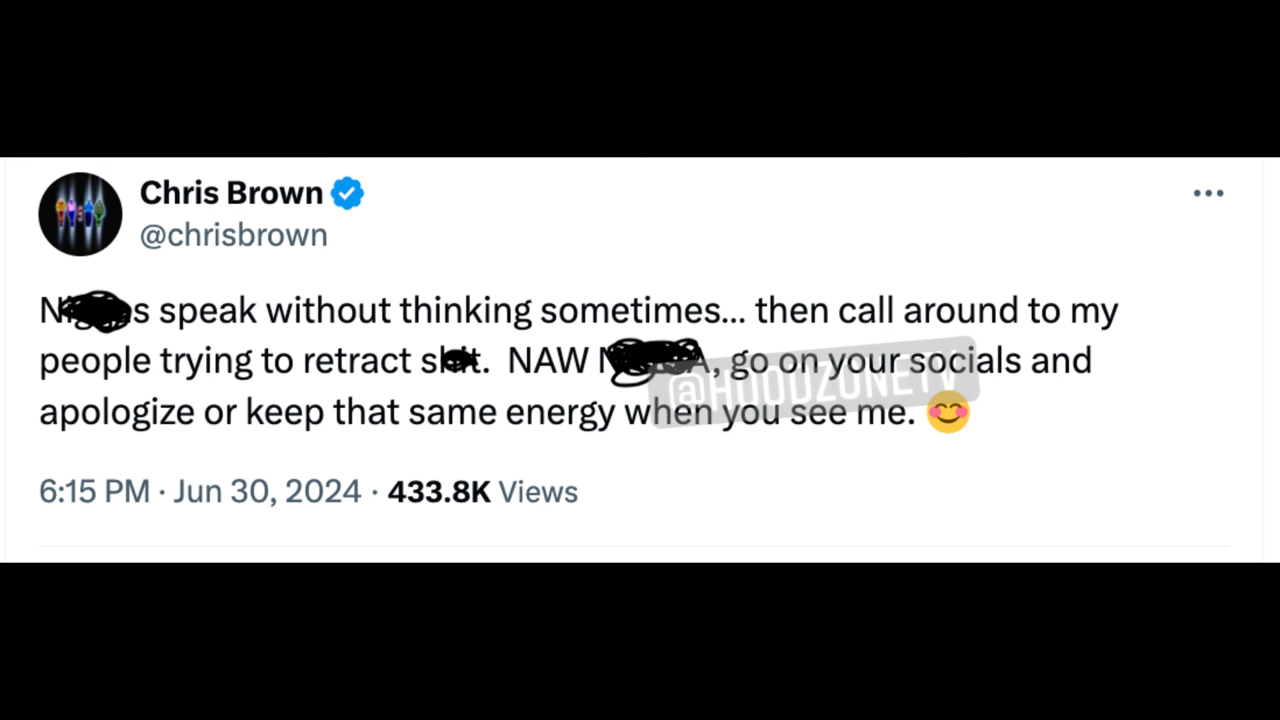 Chris Brown
@chrisbrown
speak without thinking sometimes... then call around to my
people trying to retract NAW go on your socials and
apologize or keep that same energy when you see me. 😊
6:15 PM · Jun 30, 2024 · 433.8K Views
@HOODZONETV